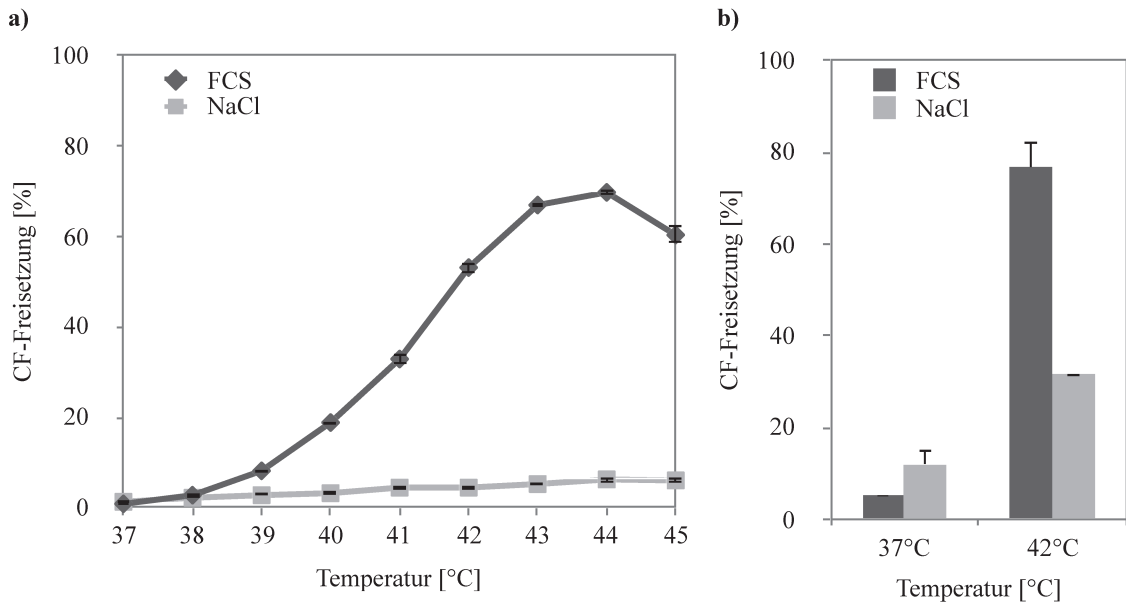 a)
100
80
60
40
20
0
CF-Freisetzung [%]
FCS
NaCl
37 38 39 40 41 42 43 44 45
Temperatur [°C]
b)
100
80
60
40
20
0
CF-Freisetzung [%]
FCS
NaCl
37°C 42°C
Temperatur [°C]